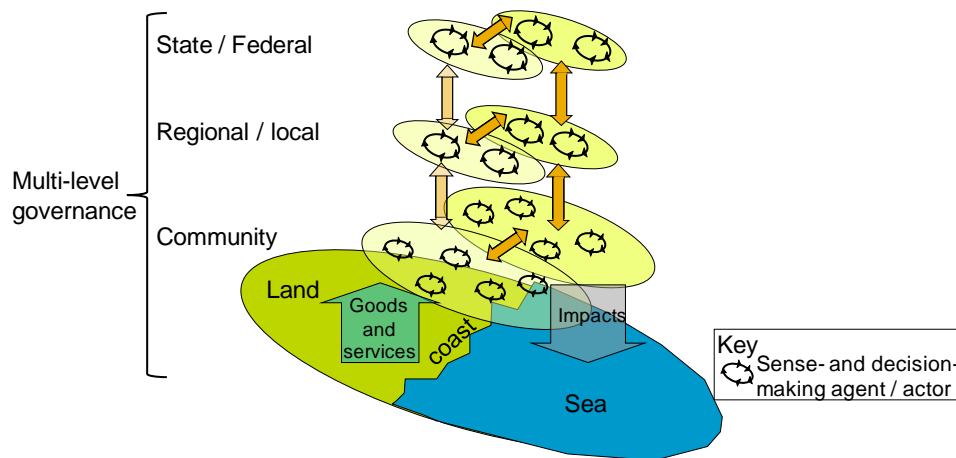 State / Federal
Regional / local
Multi-level
governance
Community
Land
Goods
and
services
coast
Impacts
Sea
Key
Sense- and decision-
making agent / actor